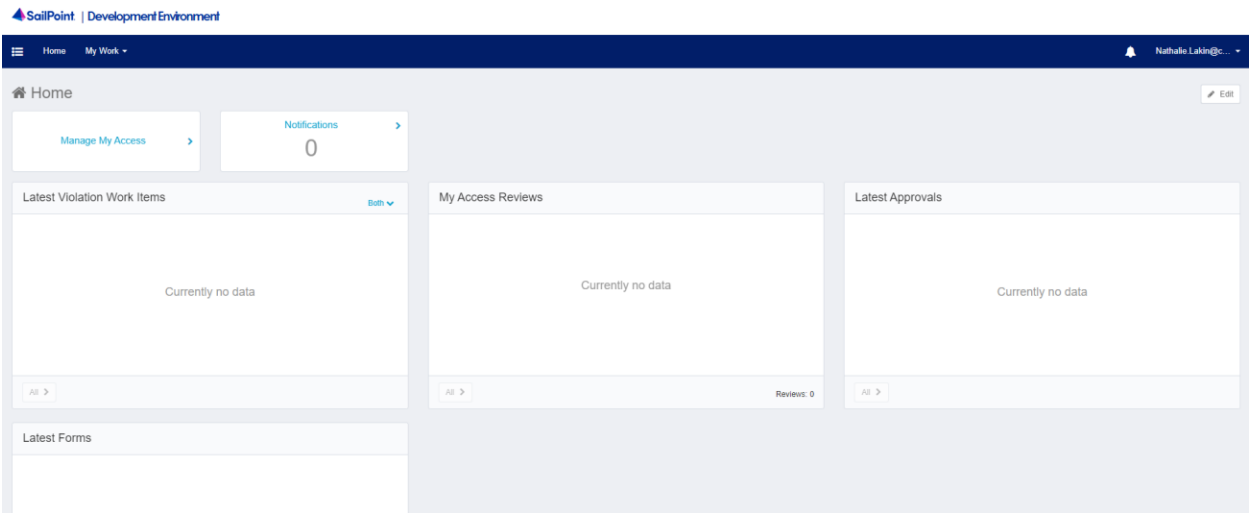 SailPoint. | Development Environment
Home My Work Nathalie.Lakin@c...
Home Edit
Manage My Access
Notifications
0
Latest Violation Work Items Both
Currently no data
All
My Access Reviews
Currently no data
All Reviews: 0
Latest Approvals
Currently no data
All
Latest Forms